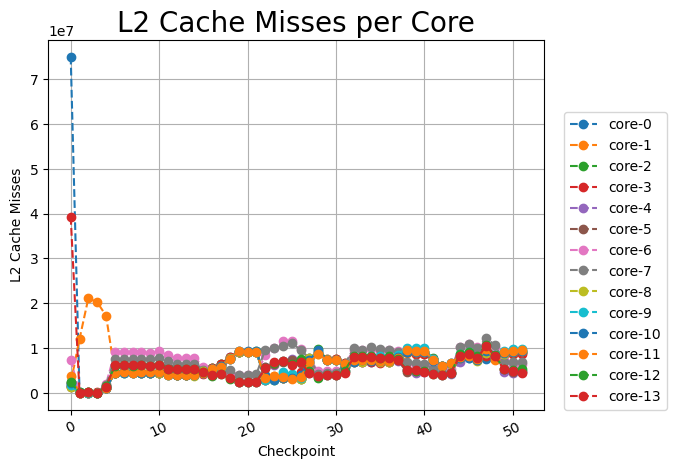 L2 Cache Misses per Core
1e7
7
6
5
4
3
2
1
0
L2 Cache Misses
0
10
20
30
40
50
Checkpoint
core-0
core-1
core-2
core-3
core-4
core-5
core-6
core-7
core-8
core-9
core-10
core-11
core-12
core-13